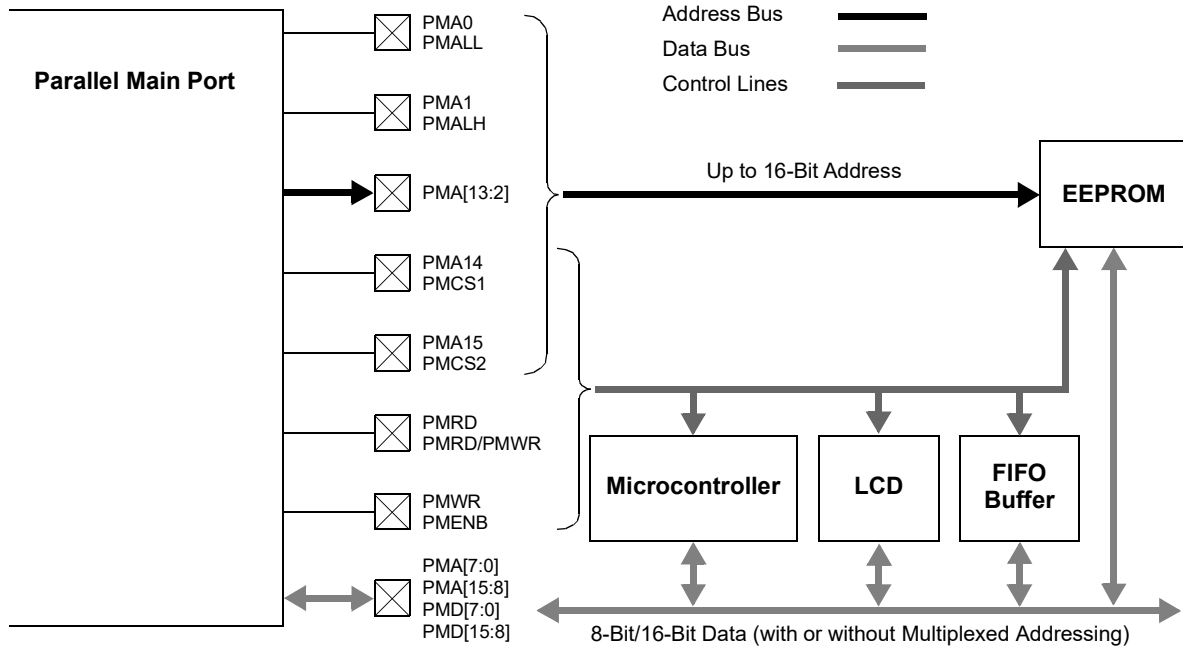 Parallel Main Port
PMA0
PMALL
PMA1
PMALH
PMA[13:2]
PMA14
PMCS1
PMA15
PMCS2
PMRD
PMRD/PMWR
PMWR
PMENB
PMA[7:0]
PMA[15:8]
PMD[7:0]
PMD[15:8]
Address Bus
Data Bus
Control Lines
Up to 16-Bit Address
EEPROM
Microcontroller
LCD
FIFO
Buffer
8-Bit/16-Bit Data (with or without Multiplexed Addressing)